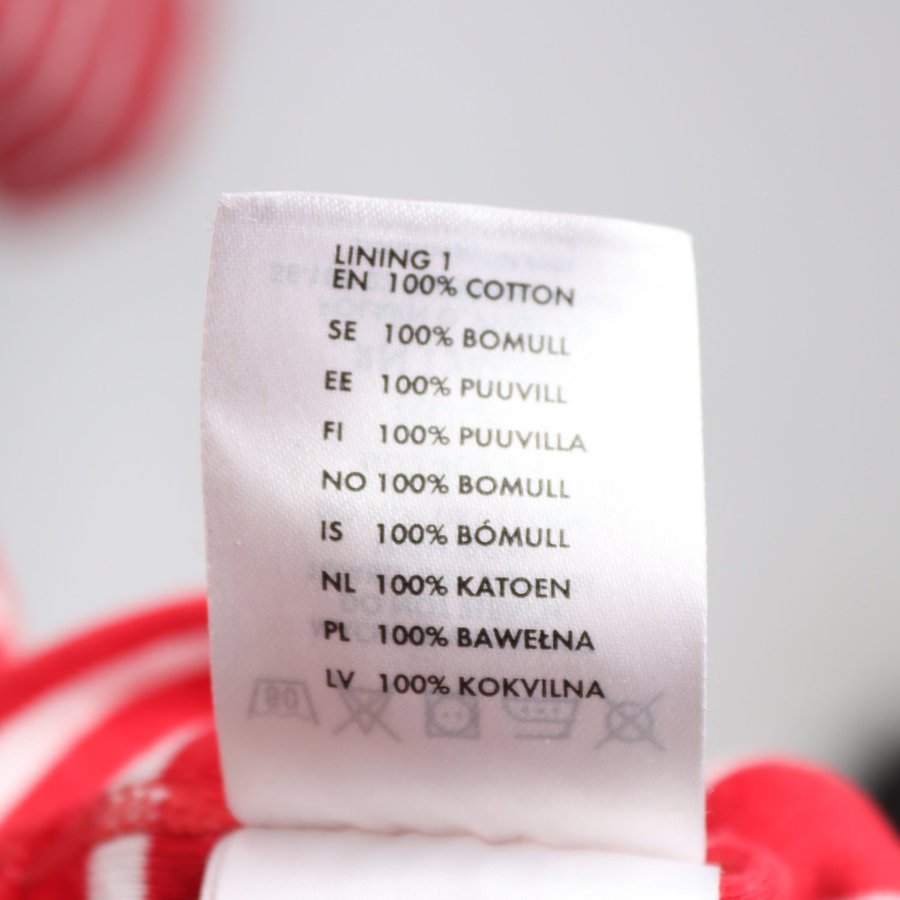 LINING 1
EN 100% COTTON
SE 100% BOMULL
EE 100% PUUVILL
FI 100% PUUVILLA
NO 100% BOMULL
IS 100% BÓMULL
NL 100% KATOEN
PL 100% BAWEŁNA
LV 100% KOKVILNA